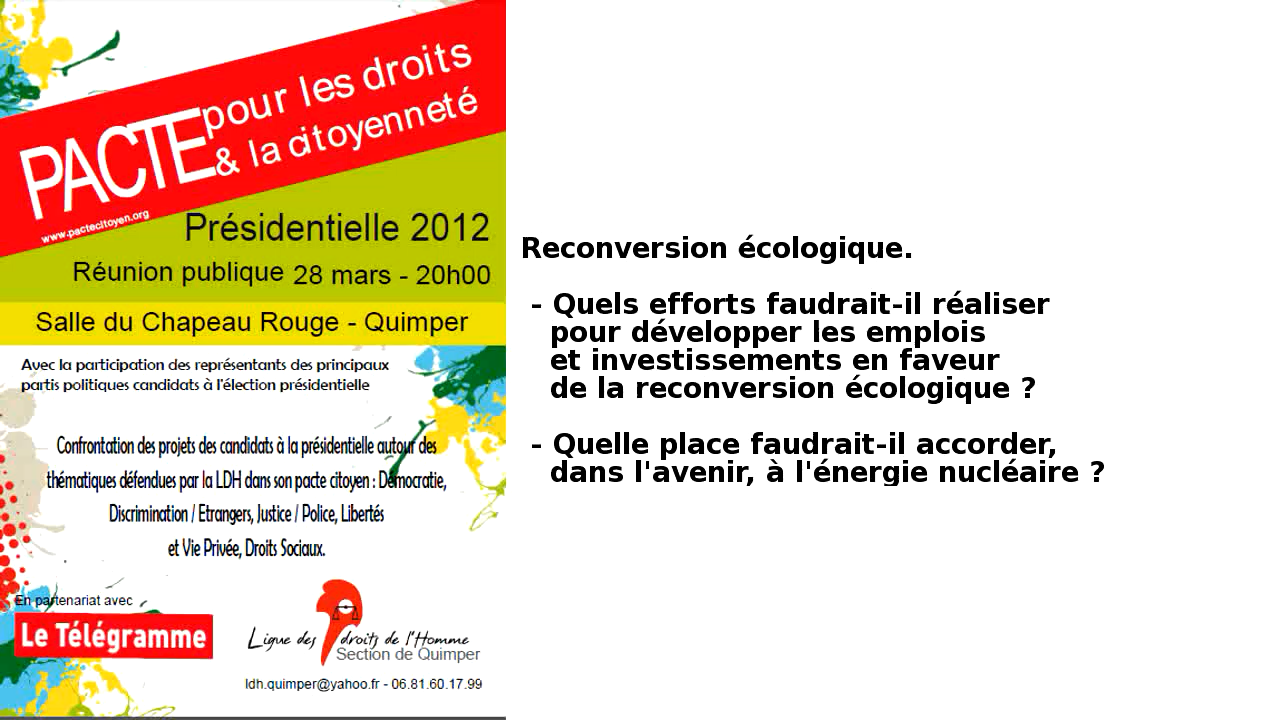 PACTE pour les droits
& la citoyenneté
www.pactecitoyen.org
Présidentielle 2012
Réunion publique 28 mars - 20h00
Salle du Chapeau Rouge - Quimper
Avec la participation des représentants des principaux
partis politiques candidats à l'élection présidentielle
Confrontation des projets des candidats à la présidentielle autour des
thématiques défendues par la LDH dans son pacte citoyen : Démocratie,
Discrimination / Etrangers, Justice / Police, Libertés
et Vie Privée, Droits Sociaux.
En partenariat avec
Le Télégramme
Ligue des droits de l'Homme
Section de Quimper
ldh.quimper@yahoo.fr - 06.81.60.17.99
Reconversion écologique.
- Quels efforts faudrait-il réaliser
pour développer les emplois
et investissements en faveur
de la reconversion écologique ?
- Quelle place faudrait-il accorder,
dans l'avenir, à l'énergie nucléaire ?